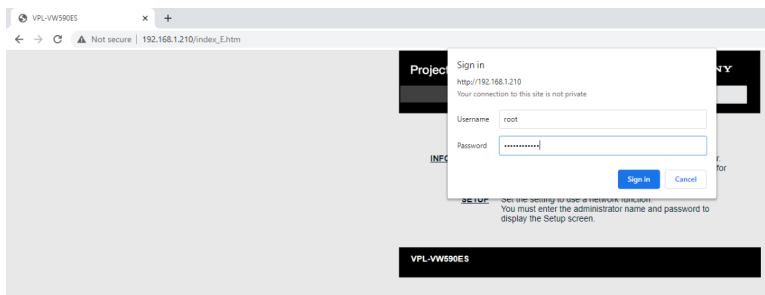 VPL-VW590ES
Not secure | 192.168.1.210/index_E.htm
Projec
Sign in
http://192.168.1.210
Your connection to this site is not private
Username root
Password ••••••••••••
Sign in Cancel
INFO
r.
for
SETUP Set the setting to use a network function.
You must enter the administrator name and password to
display the Setup screen.
VPL-VW590ES